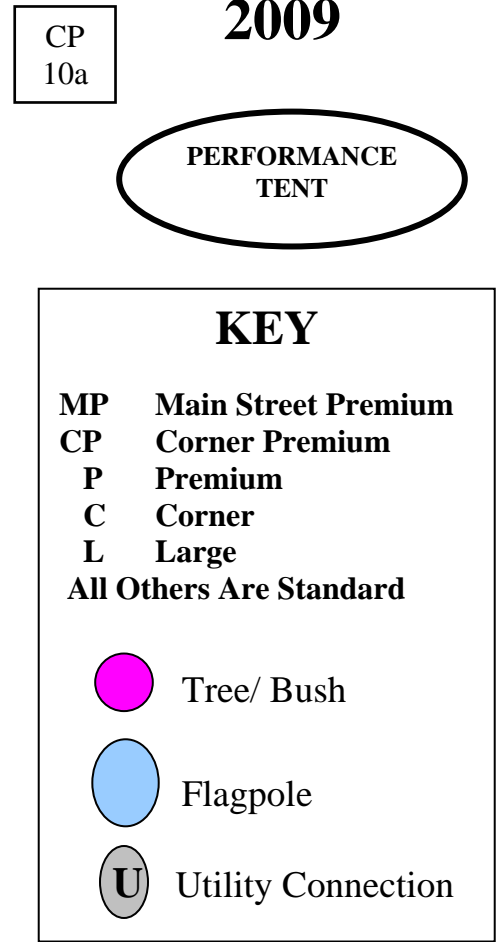 CP
10a
2009
PERFORMANCE
TENT
KEY
MP Main Street Premium
CP Corner Premium
P Premium
C Corner
L Large
All Others Are Standard
Tree/ Bush
Flagpole
U Utility Connection